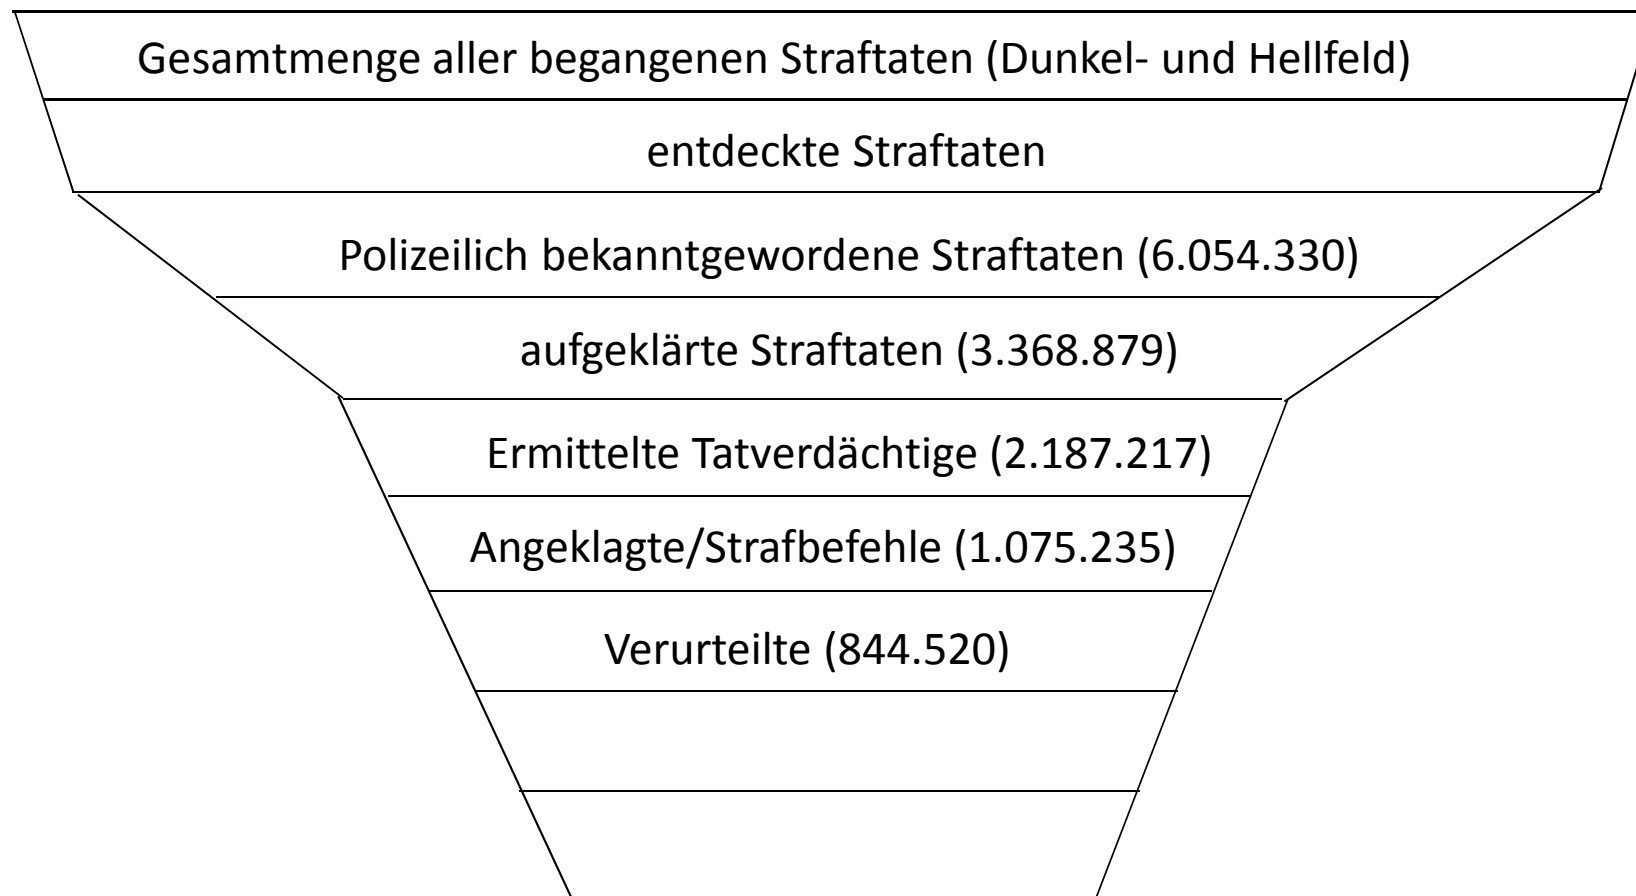 Gesamtmenge aller begangenen Straftaten (Dunkel- und Hellfeld)
entdeckte Straftaten
Polizeilich bekanntgewordene Straftaten (6.054.330)
aufgeklärte Straftaten (3.368.879)
Ermittelte Tatverdächtige (2.187.217)
Angeklagte/Strafbefehle (1.075.235)
Verurteilte (844.520)